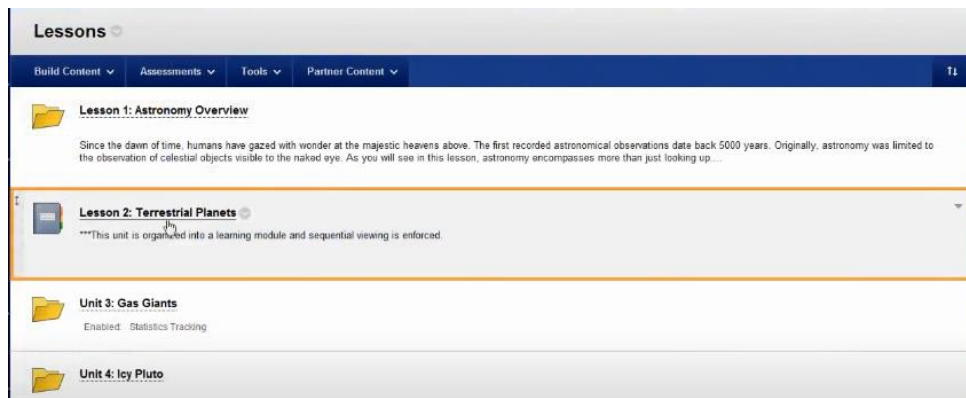 Lessons
Build Content Assessments Tools Partner Content
Lesson 1: Astronomy Overview
Since the dawn of time, humans have gazed with wonder at the majestic heavens above. The first recorded astronomical observations date back 5000 years. Originally, astronomy was limited to
the observation of celestial objects visible to the naked eye. As you will see in this lesson, astronomy encompasses more than just looking up....
Lesson 2: Terrestrial Planets
***This unit is organized into a learning module and sequential viewing is enforced.
Unit 3: Gas Giants
Enabled: Statistics Tracking
Unit 4: Icy Pluto